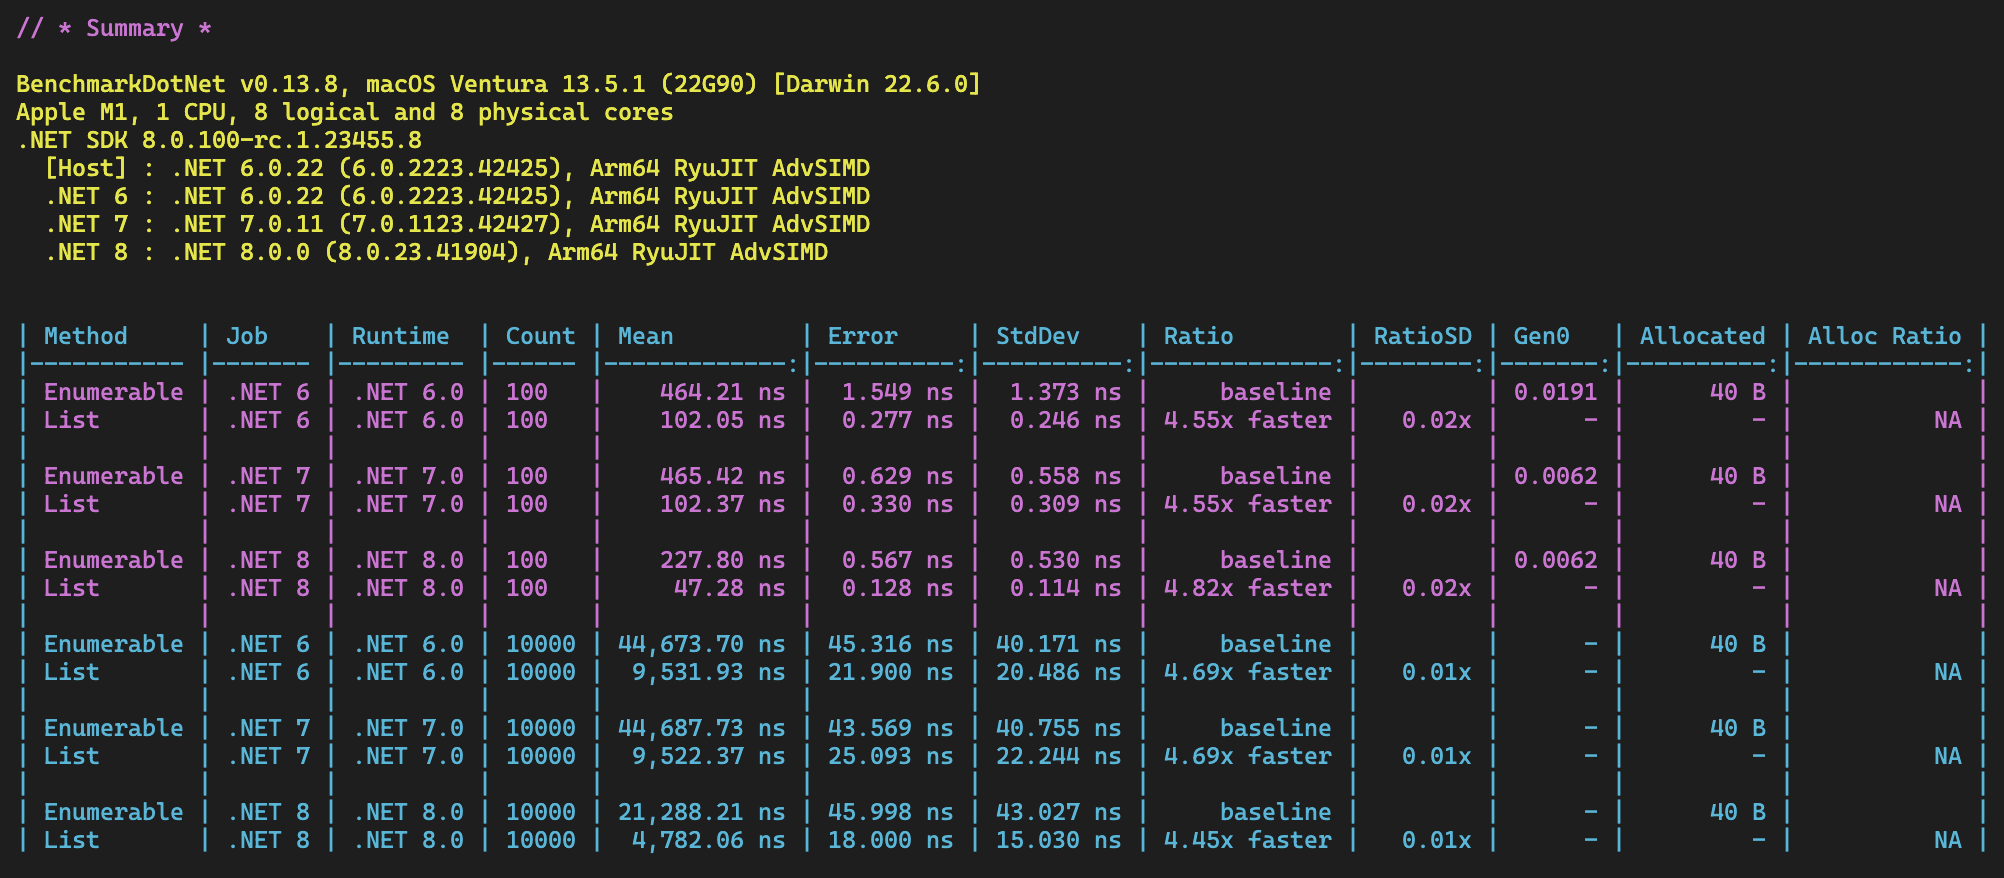 // * Summary *
BenchmarkDotNet v0.13.8, macOS Ventura 13.5.1 (22G90) [Darwin 22.6.0]
Apple M1, 1 CPU, 8 logical and 8 physical cores
.NET SDK 8.0.100-rc.1.23455.8
  [Host] : .NET 6.0.22 (6.0.2223.42425), Arm64 RyuJIT AdvSIMD
  .NET 6 : .NET 6.0.22 (6.0.2223.42425), Arm64 RyuJIT AdvSIMD
  .NET 7 : .NET 7.0.11 (7.0.1123.42427), Arm64 RyuJIT AdvSIMD
  .NET 8 : .NET 8.0.0 (8.0.23.41904), Arm64 RyuJIT AdvSIMD
| Method     | Job    | Runtime  | Count | Mean         | Error     | StdDev    | Ratio        | RatioSD | Gen0   | Allocated | Alloc Ratio |
|----------- |------- |--------- |------ |-------------:|----------:|----------:|-------------:|--------:|-------:|----------:|------------:|
| Enumerable | .NET 6 | .NET 6.0 | 100   |    464.21 ns |  1.549 ns |  1.373 ns |     baseline |         | 0.0191 |      40 B |             |
| List       | .NET 6 | .NET 6.0 | 100   |    102.05 ns |  0.277 ns |  0.246 ns | 4.55x faster |   0.02x |      - |         - |          NA |
|            |        |          |       |              |           |           |              |         |        |           |             |
| Enumerable | .NET 7 | .NET 7.0 | 100   |    465.42 ns |  0.629 ns |  0.558 ns |     baseline |         | 0.0062 |      40 B |             |
| List       | .NET 7 | .NET 7.0 | 100   |    102.37 ns |  0.330 ns |  0.309 ns | 4.55x faster |   0.02x |      - |         - |          NA |
|            |        |          |       |              |           |           |              |         |        |           |             |
| Enumerable | .NET 8 | .NET 8.0 | 100   |    227.80 ns |  0.567 ns |  0.530 ns |     baseline |         | 0.0062 |      40 B |             |
| List       | .NET 8 | .NET 8.0 | 100   |     47.28 ns |  0.128 ns |  0.114 ns | 4.82x faster |   0.02x |      - |         - |          NA |
|            |        |          |       |              |           |           |              |         |        |           |             |
| Enumerable | .NET 6 | .NET 6.0 | 10000 | 44,673.70 ns | 45.316 ns | 40.171 ns |     baseline |         |      - |      40 B |             |
| List       | .NET 6 | .NET 6.0 | 10000 |  9,531.93 ns | 21.900 ns | 20.486 ns | 4.69x faster |   0.01x |      - |         - |          NA |
|            |        |          |       |              |           |           |              |         |        |           |             |
| Enumerable | .NET 7 | .NET 7.0 | 10000 | 44,687.73 ns | 43.569 ns | 40.755 ns |     baseline |         |      - |      40 B |             |
| List       | .NET 7 | .NET 7.0 | 10000 |  9,522.37 ns | 25.093 ns | 22.244 ns | 4.69x faster |   0.01x |      - |         - |          NA |
|            |        |          |       |              |           |           |              |         |        |           |             |
| Enumerable | .NET 8 | .NET 8.0 | 10000 | 21,288.21 ns | 45.998 ns | 43.027 ns |     baseline |         |      - |      40 B |             |
| List       | .NET 8 | .NET 8.0 | 10000 |  4,782.06 ns | 18.000 ns | 15.030 ns | 4.45x faster |   0.01x |      - |         - |          NA |